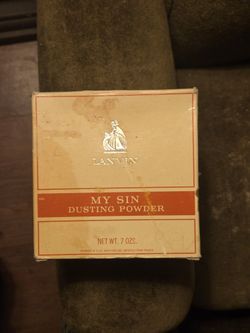 LANVIN
MY SIN
DUSTING POWDER
NET WT. 7 OZS.